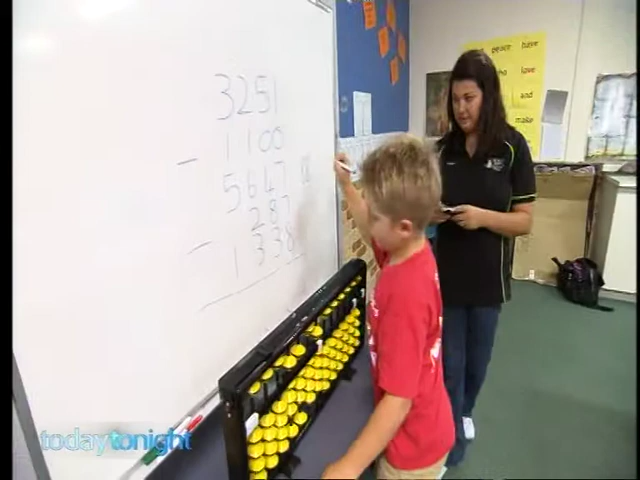 3251
- 1100
5647
287
- 1338
peace have
love
and
make
todaytonight